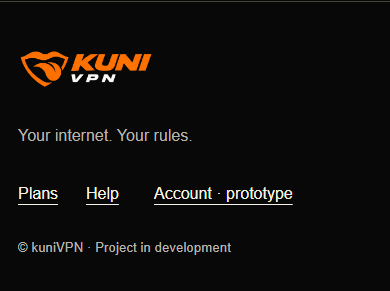 KUNI
VPN
Your internet. Your rules.
Plans Help Account · prototype
© kuniVPN · Project in development